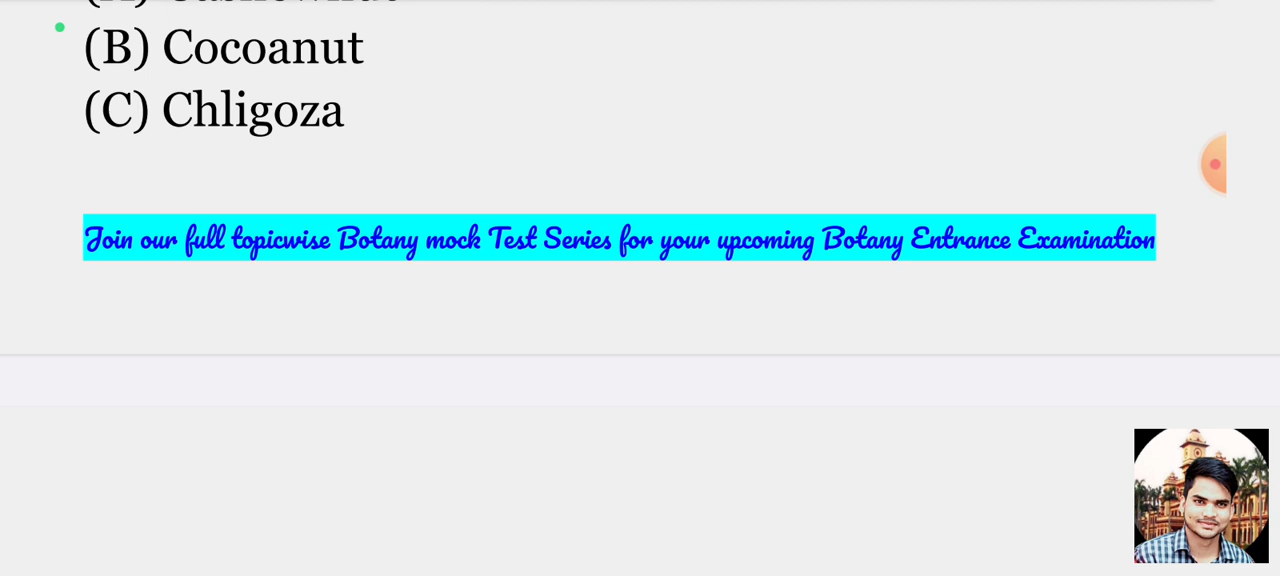 (B) Cocoanut
(C) Chligoza
Join our full topicwise Botany mock Test Series for your upcoming Botany Entrance Examination